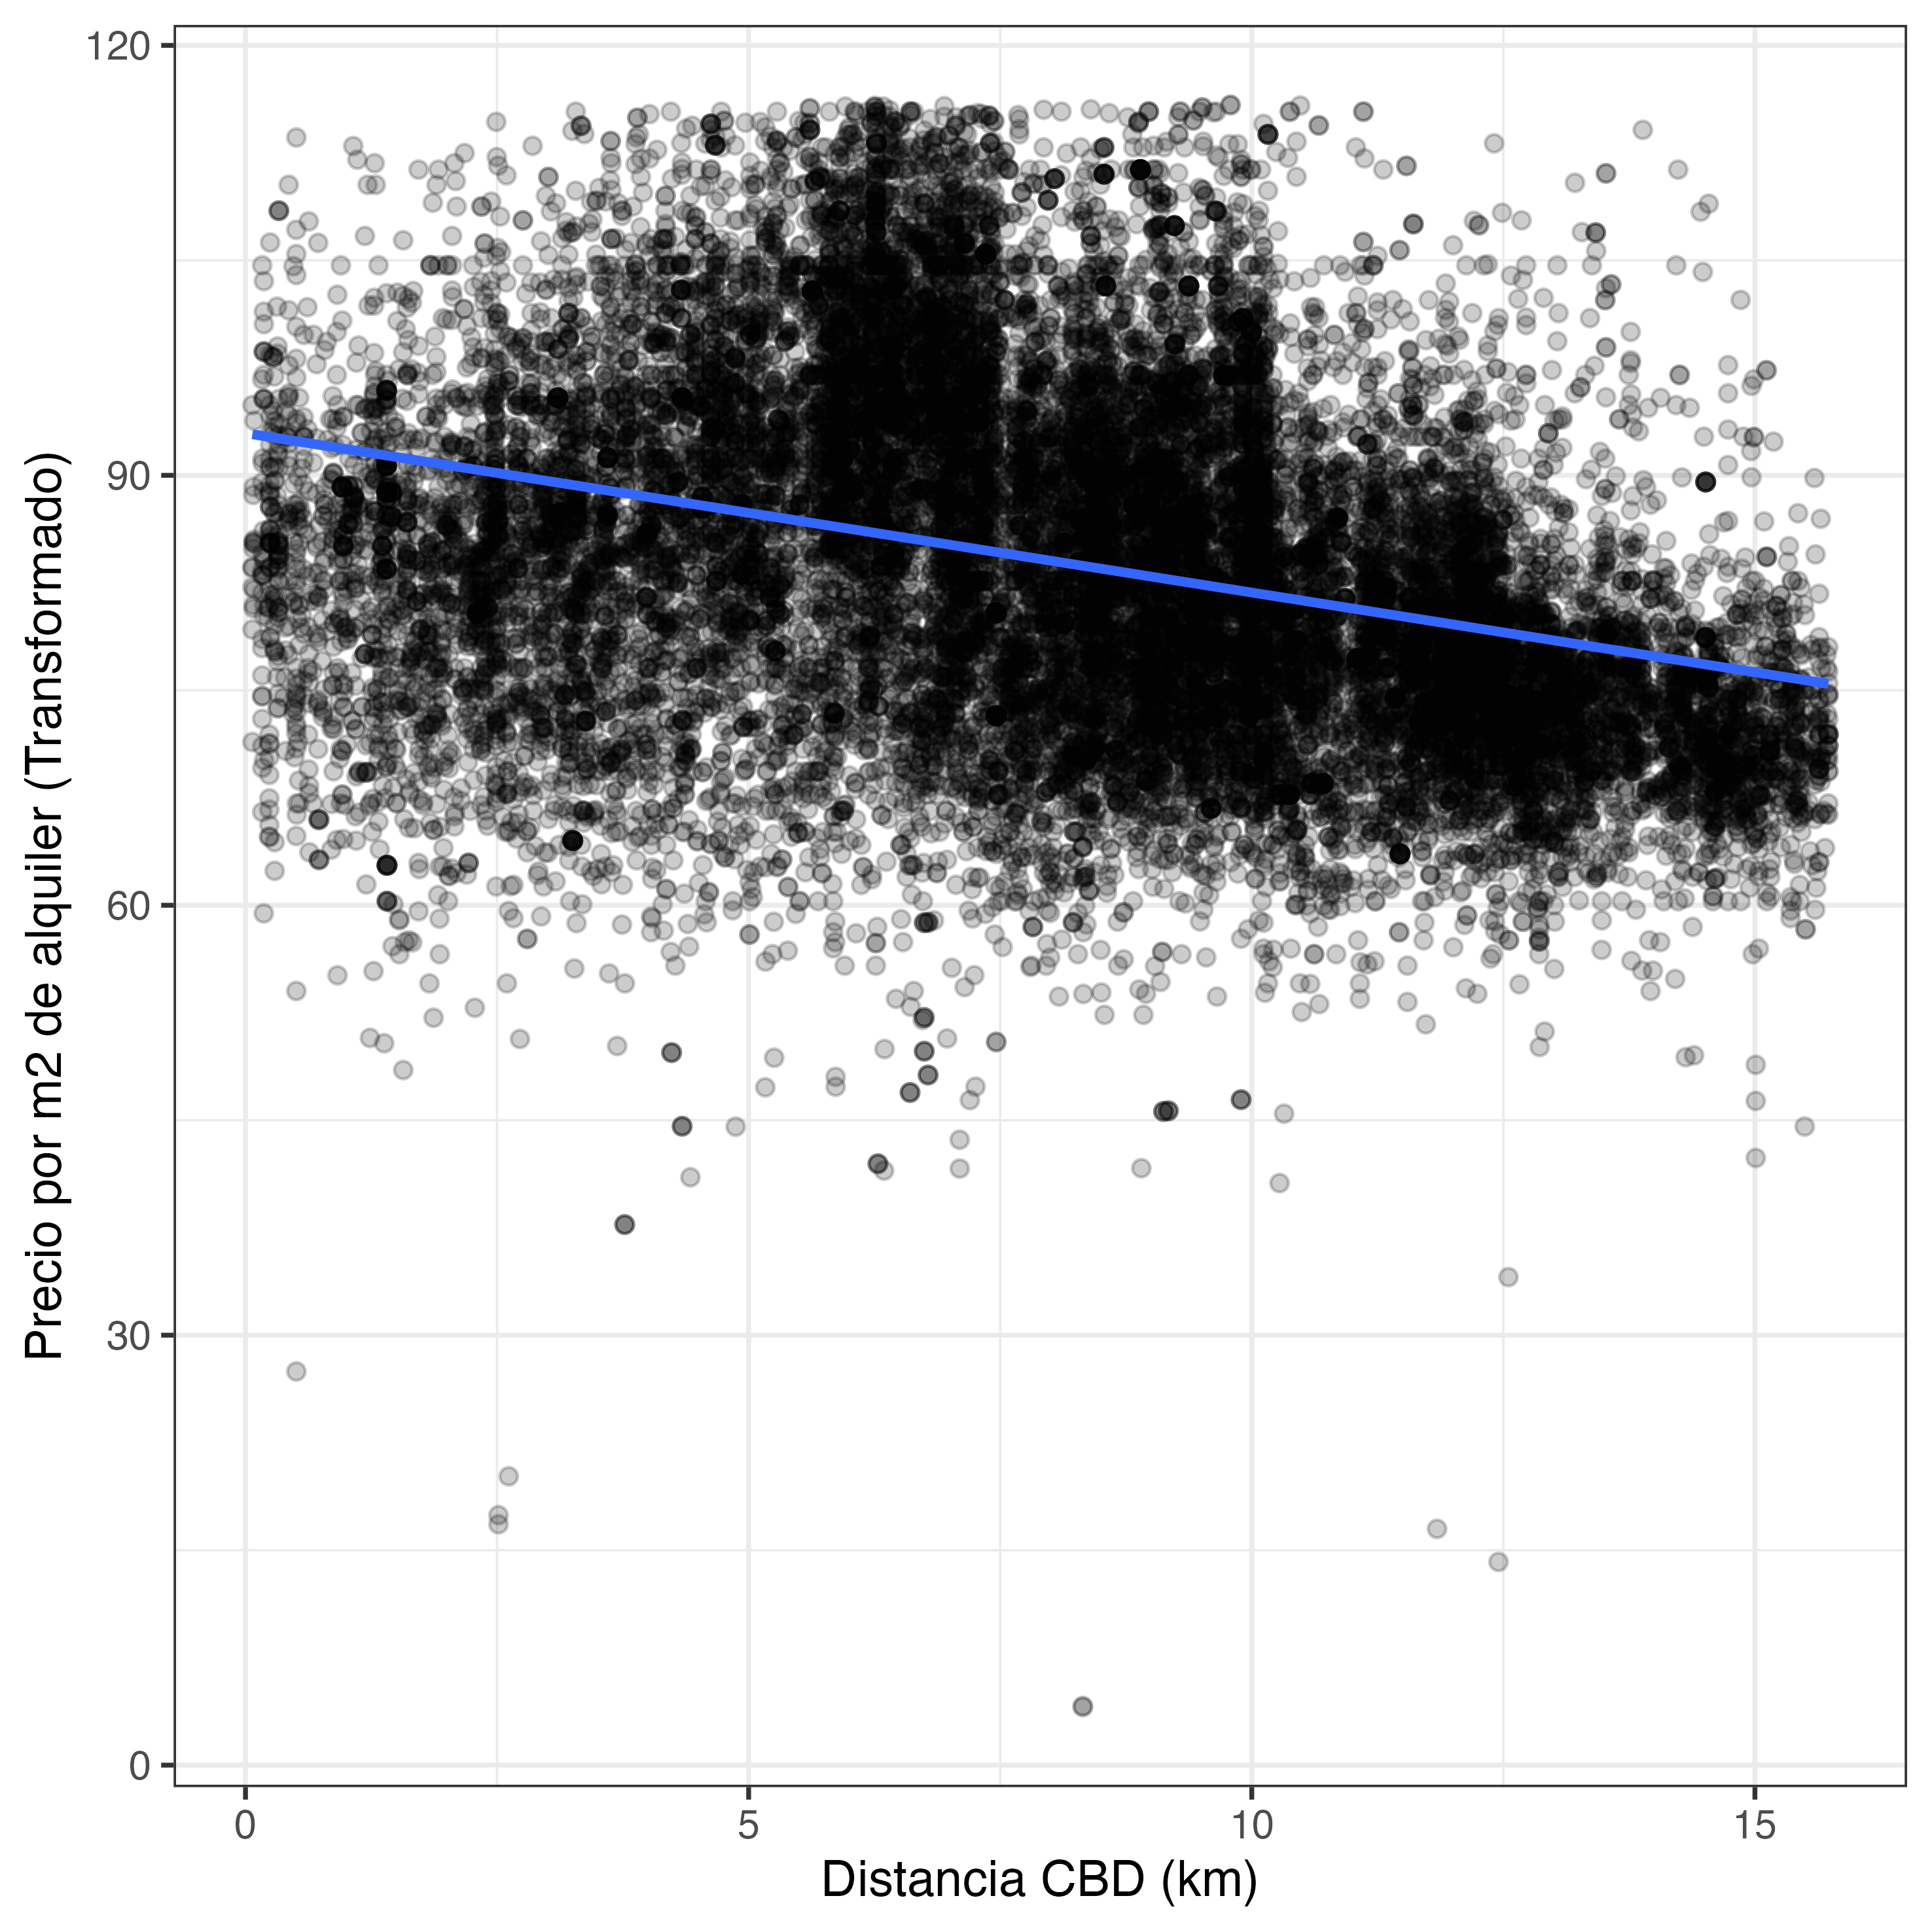 Precio por m2 de alquiler (Transformado)
120
90
60
30
0
0 5 10 15
Distancia CBD (km)